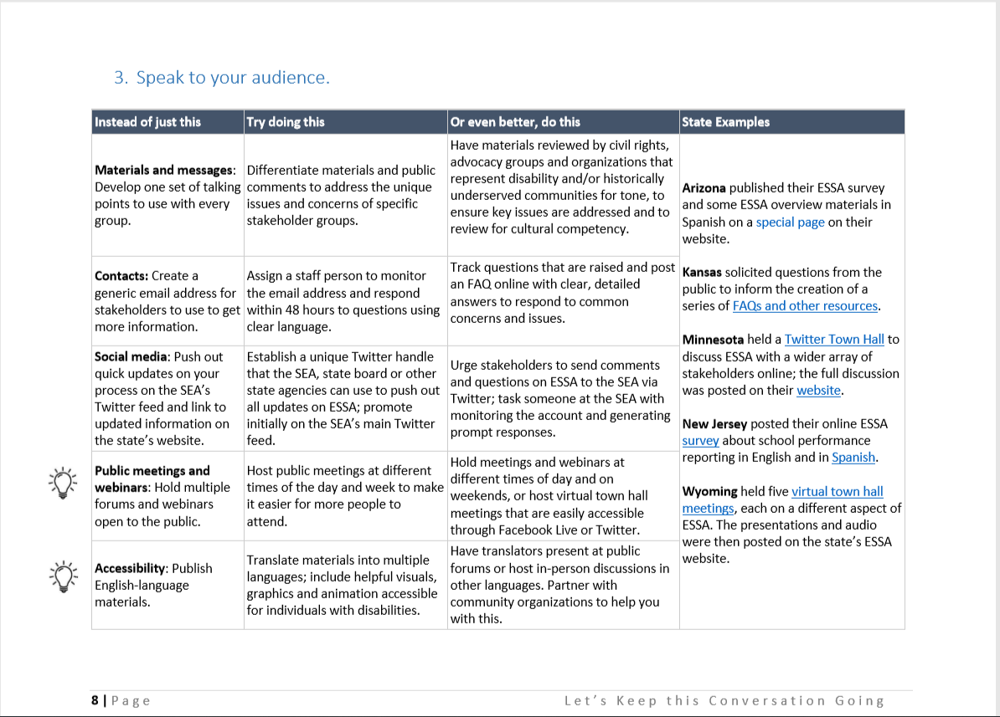 3. Speak to your audience.
Instead of just this
Try doing this
Or even better, do this
State Examples
Materials and messages:
Develop one set of talking
points to use with every
group.
Differentiate materials and public
comments to address the unique
issues and concerns of specific
stakeholder groups.
Have materials reviewed by civil rights,
advocacy groups and organizations that
represent disability and/or historically
underserved communities for tone, to
ensure key issues are addressed and to
review for cultural competency.
Contacts: Create a
generic email address for
stakeholders to use to get
more information.
Assign a staff person to monitor
the email address and respond
within 48 hours to questions using
clear language.
Track questions that are raised and post
an FAQ online with clear, detailed
answers to respond to common
concerns and issues.
Social media: Push out
quick updates on your
process on the SEA’s
Twitter feed and link to
updated information on
the state’s website.
Establish a unique Twitter handle
that the SEA, state board or other
state agencies can use to push out
all updates on ESSA; promote
initially on the SEA’s main Twitter
feed.
Urge stakeholders to send comments
and questions on ESSA to the SEA via
Twitter; task someone at the SEA with
monitoring the account and generating
prompt responses.
Public meetings and
webinars: Hold multiple
forums and webinars
open to the public.
Host public meetings at different
times of the day and week to make
it easier for more people to
attend.
Hold meetings and webinars at
different times of day and on
weekends, or host virtual town hall
meetings that are easily accessible
through Facebook Live or Twitter.
Accessibility: Publish
English-language
materials.
Translate materials into multiple
languages; include helpful visuals,
graphics and animation accessible
for individuals with disabilities.
Have translators present at public
forums or host in-person discussions in
other languages. Partner with
community organizations to help you
with this.
Arizona published their ESSA survey
and some ESSA overview materials in
Spanish on a special page on their
website.
Kansas solicited questions from the
public to inform the creation of a
series of FAQs and other resources.
Minnesota held a Twitter Town Hall to
discuss ESSA with a wider array of
stakeholders online; the full discussion
was posted on their website.
New Jersey posted their online ESSA
survey about school performance
reporting in English and in Spanish.
Wyoming held five virtual town hall
meetings, each on a different aspect of
ESSA. The presentations and audio
were then posted on the state’s ESSA
website.
8 | Page
Let’s Keep this Conversation Going